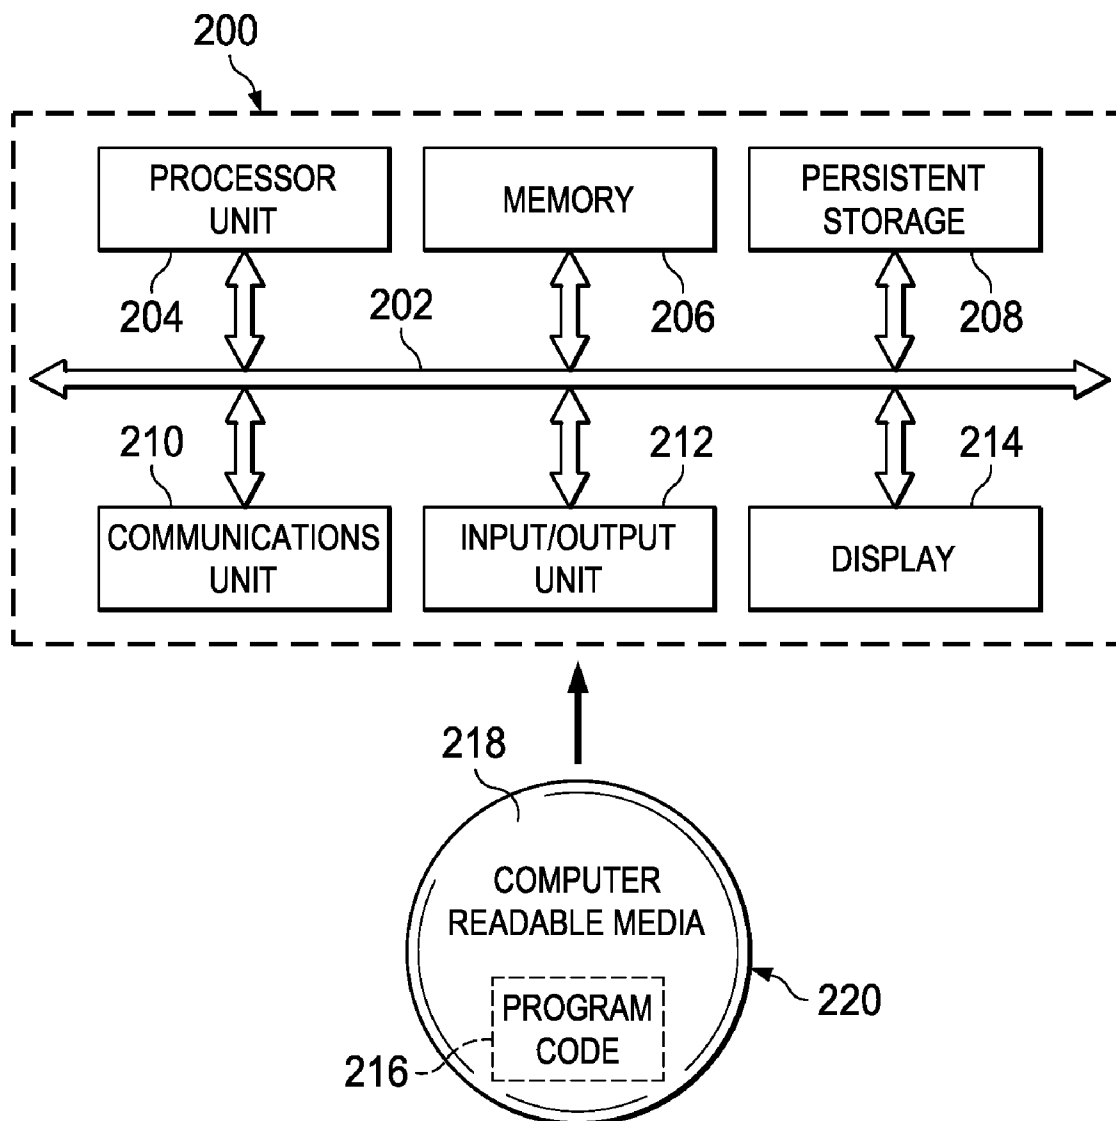 200
PROCESSOR
UNIT
MEMORY
PERSISTENT
STORAGE
204
202
206
208
210
212
214
COMMUNICATIONS
UNIT
INPUT/OUTPUT
UNIT
DISPLAY
218
COMPUTER
READABLE MEDIA
PROGRAM
CODE
220
216